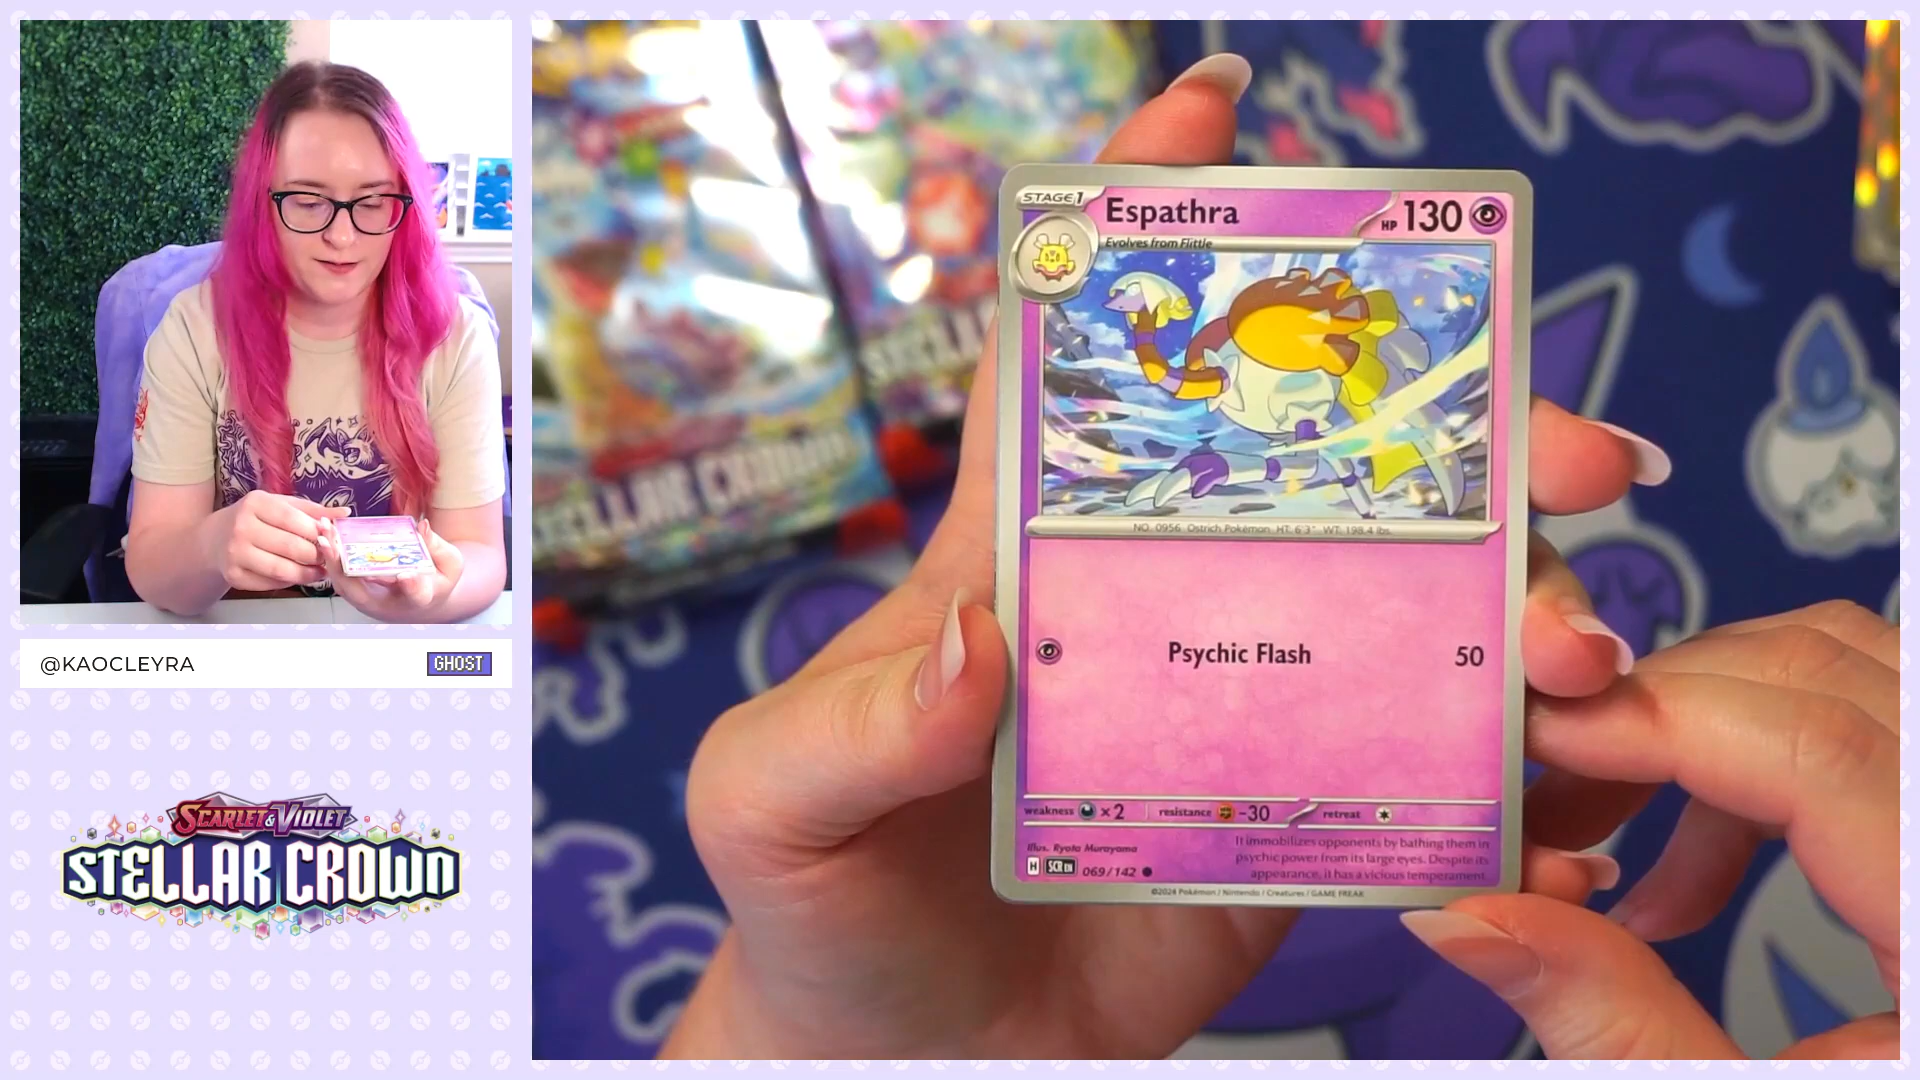 @KAOCLEYRA
GHOST
SCARLET & VIOLET
STELLAR CROWN
STELLAR CROWN
STELLA
STAGE 1
Espathra
HP 130
Evolves from Flittle
NO. 0956 Ostrich Pokémon HT: 6'3" WT: 198.4 lbs.
Psychic Flash 50
weakness ×2 resistance -30 retreat
Illus. Ryota Murayama
It immobilizes opponents by bathing them in
psychic power from its large eyes. Despite its
appearance, it has a vicious temperament.
H SCR EN 069/142
©2024 Pokémon / Nintendo / Creatures / GAME FREAK